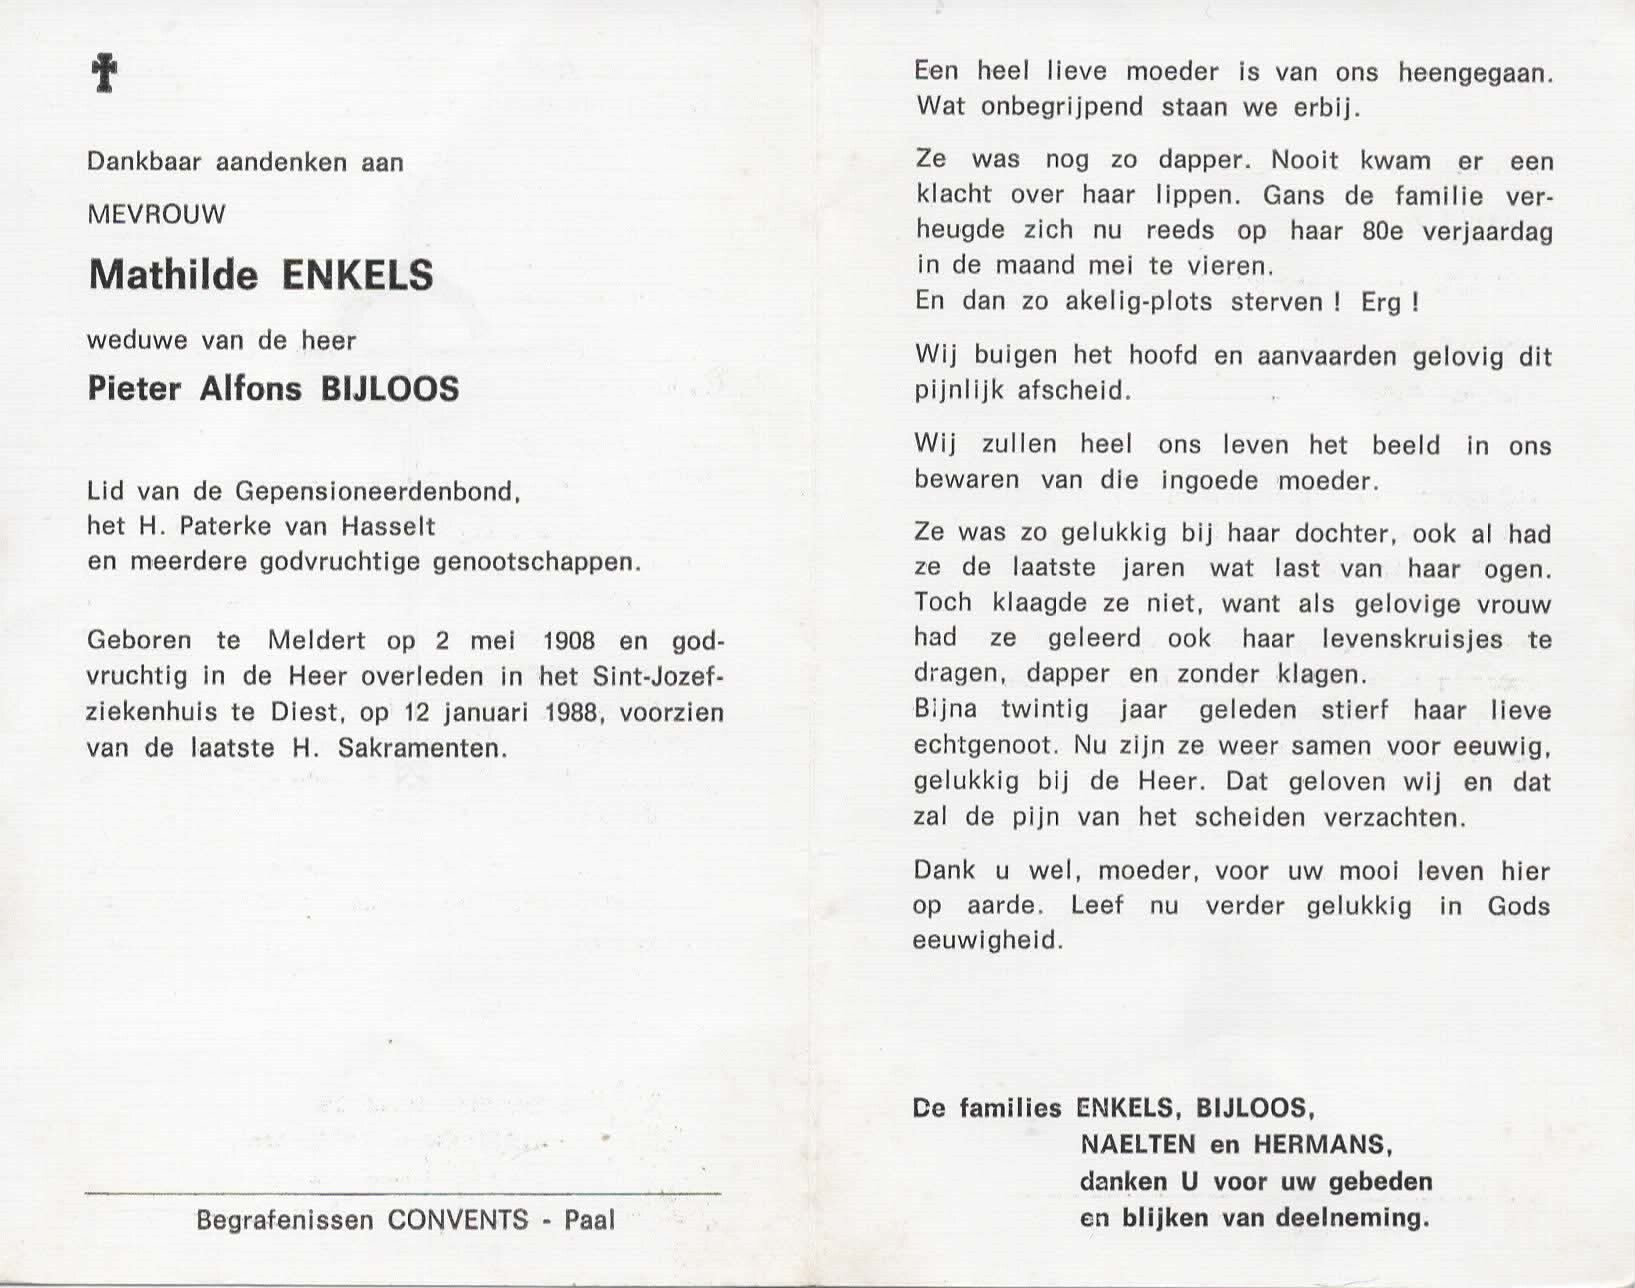 Dankbaar aandenken aan
MEVROUW
Mathilde ENKELS
weduwe van de heer
Pieter Alfons BIJLOOS
Lid van de Gepensioneerdenbond,
het H. Paterke van Hasselt
en meerdere godvruchtige genootschappen.
Geboren te Meldert op 2 mei 1908 en god-
vruchtig in de Heer overleden in het Sint-Jozef-
ziekenhuis te Diest, op 12 januari 1988, voorzien
van de laatste H. Sakramenten.
Begrafenissen CONVENTS - Paal
Een heel lieve moeder is van ons heengegaan.
Wat onbegrijpend staan we erbij.
Ze was nog zo dapper. Nooit kwam er een
klacht over haar lippen. Gans de familie ver-
heugde zich nu reeds op haar 80e verjaardag
in de maand mei te vieren.
En dan zo akelig-plots sterven ! Erg !
Wij buigen het hoofd en aanvaarden gelovig dit
pijnlijk afscheid.
Wij zullen heel ons leven het beeld in ons
bewaren van die ingoede moeder.
Ze was zo gelukkig bij haar dochter, ook al had
ze de laatste jaren wat last van haar ogen.
Toch klaagde ze niet, want als gelovige vrouw
had ze geleerd ook haar levenskruisjes te
dragen, dapper en zonder klagen.
Bijna twintig jaar geleden stierf haar lieve
echtgenoot. Nu zijn ze weer samen voor eeuwig,
gelukkig bij de Heer. Dat geloven wij en dat
zal de pijn van het scheiden verzachten.
Dank u wel, moeder, voor uw mooi leven hier
op aarde. Leef nu verder gelukkig in Gods
eeuwigheid.
De families ENKELS, BIJLOOS,
NAELTEN en HERMANS,
danken U voor uw gebeden
en blijken van deelneming.